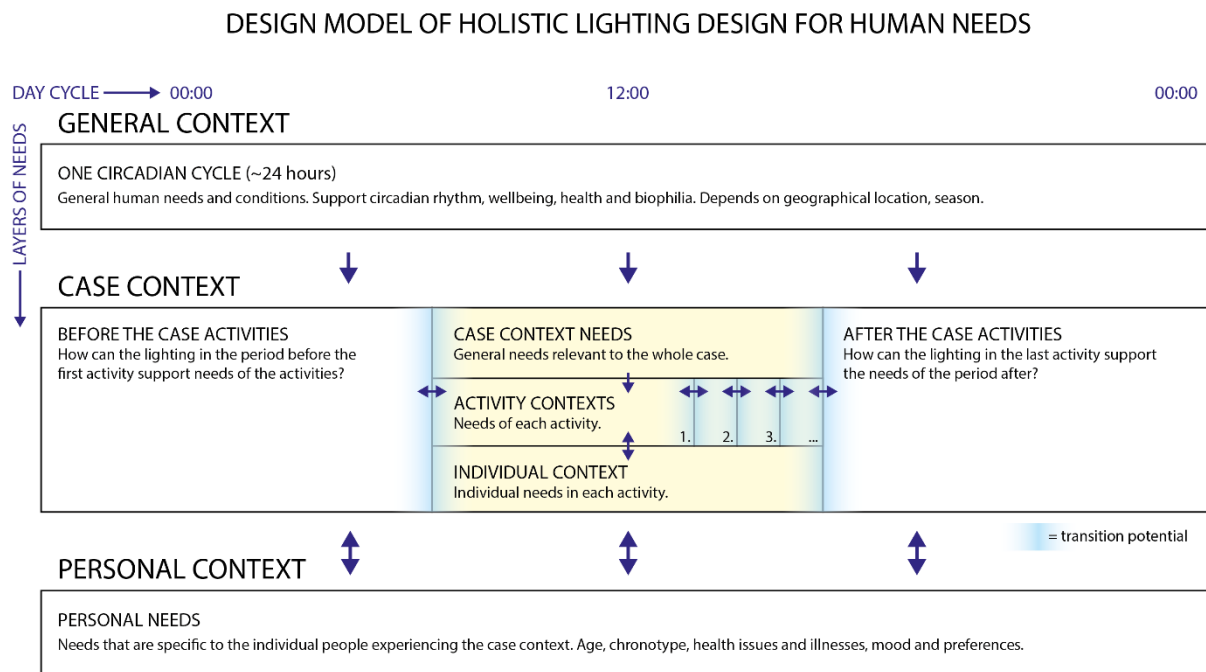 DESIGN MODEL OF HOLISTIC LIGHTING DESIGN FOR HUMAN NEEDS
DAY CYCLE 00:00 12:00 00:00
LAYERS OF NEEDS
GENERAL CONTEXT
ONE CIRCADIAN CYCLE (~24 hours)
General human needs and conditions. Support circadian rhythm, wellbeing, health and biophilia. Depends on geographical location, season.
CASE CONTEXT
BEFORE THE CASE ACTIVITIES
How can the lighting in the period before the
first activity support needs of the activities?
CASE CONTEXT NEEDS
General needs relevant to the whole case.
ACTIVITY CONTEXTS
Needs of each activity.
1. 2. 3. ...
INDIVIDUAL CONTEXT
Individual needs in each activity.
AFTER THE CASE ACTIVITIES
How can the lighting in the last activity support
the needs of the period after?
= transition potential
PERSONAL CONTEXT
PERSONAL NEEDS
Needs that are specific to the individual people experiencing the case context. Age, chronotype, health issues and illnesses, mood and preferences.